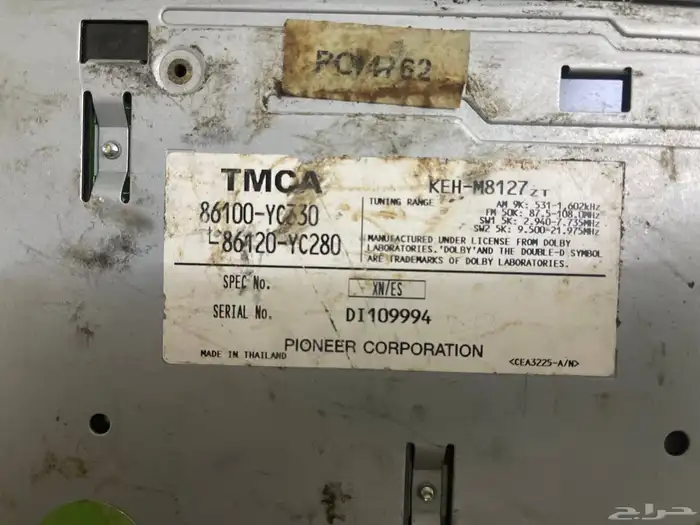 TMCA
KEH-M8127ZT
86100-YC330
└86120-YC280
TUNING RANGE
AM 9K: 531-1,602kHz
FM 50K: 87.5-108.0MHz
SW1 5K: 2.940-7.735MHz
SW2 5K: 9.500-21.975MHz
MANUFACTURED UNDER LICENSE FROM DOLBY
LABORATORIES. 'DOLBY' AND THE DOUBLE-D SYMBOL
ARE TRADEMARKS OF DOLBY LABORATORIES.
SPEC No.
XN/ES
SERIAL No.
DI109994
PIONEER CORPORATION
MADE IN THAILAND
<CEA3225-A/N>
حراج